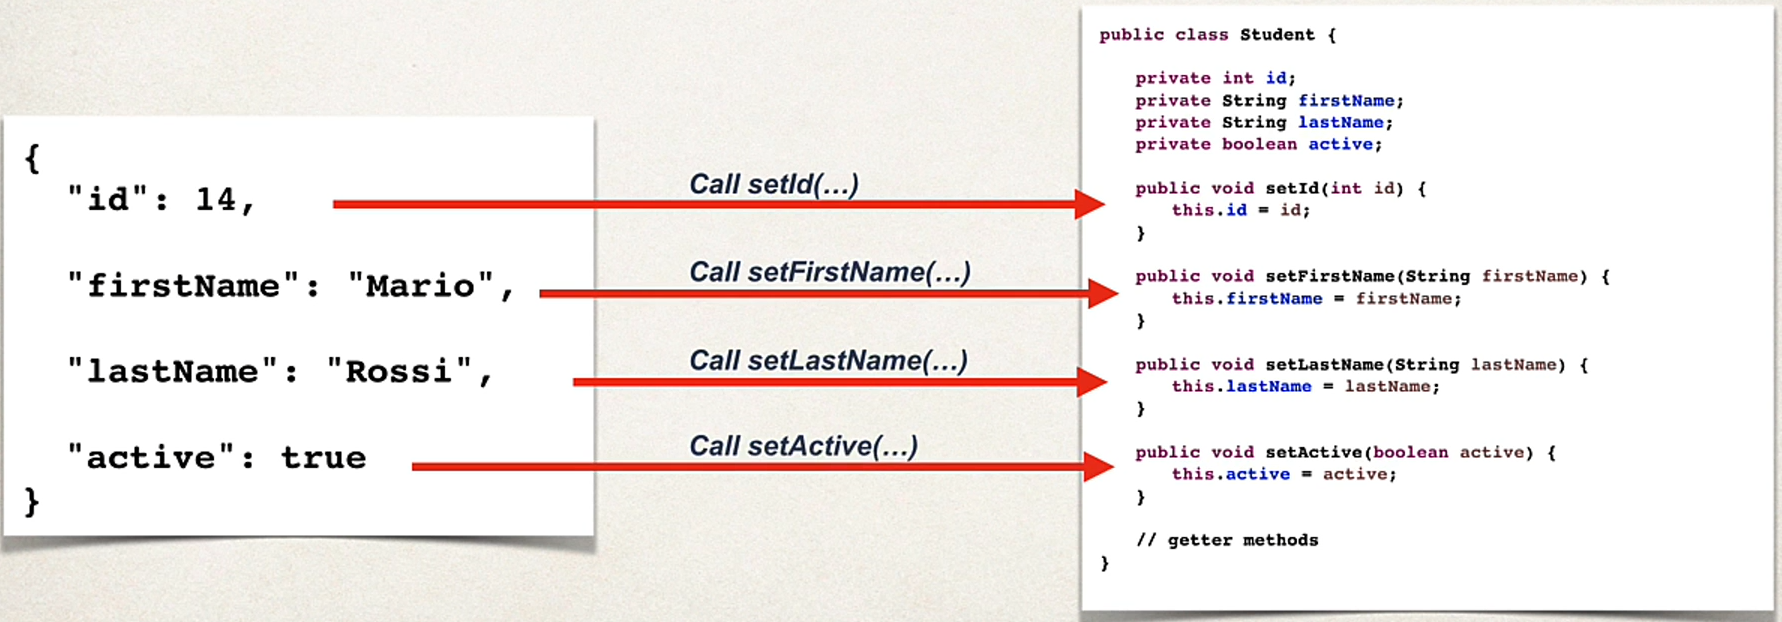 {
"id": 14,
"firstName": "Mario",
"lastName": "Rossi",
"active": true
}
Call setId(...)
Call setFirstName(...)
Call setLastName(...)
Call setActive(...)
public class Student {
private int id;
private String firstName;
private String lastName;
private boolean active;
public void setId(int id) {
this.id = id;
}
public void setFirstName(String firstName) {
this.firstName = firstName;
}
public void setLastName(String lastName) {
this.lastName = lastName;
}
public void setActive(boolean active) {
this.active = active;
}
// getter methods
}